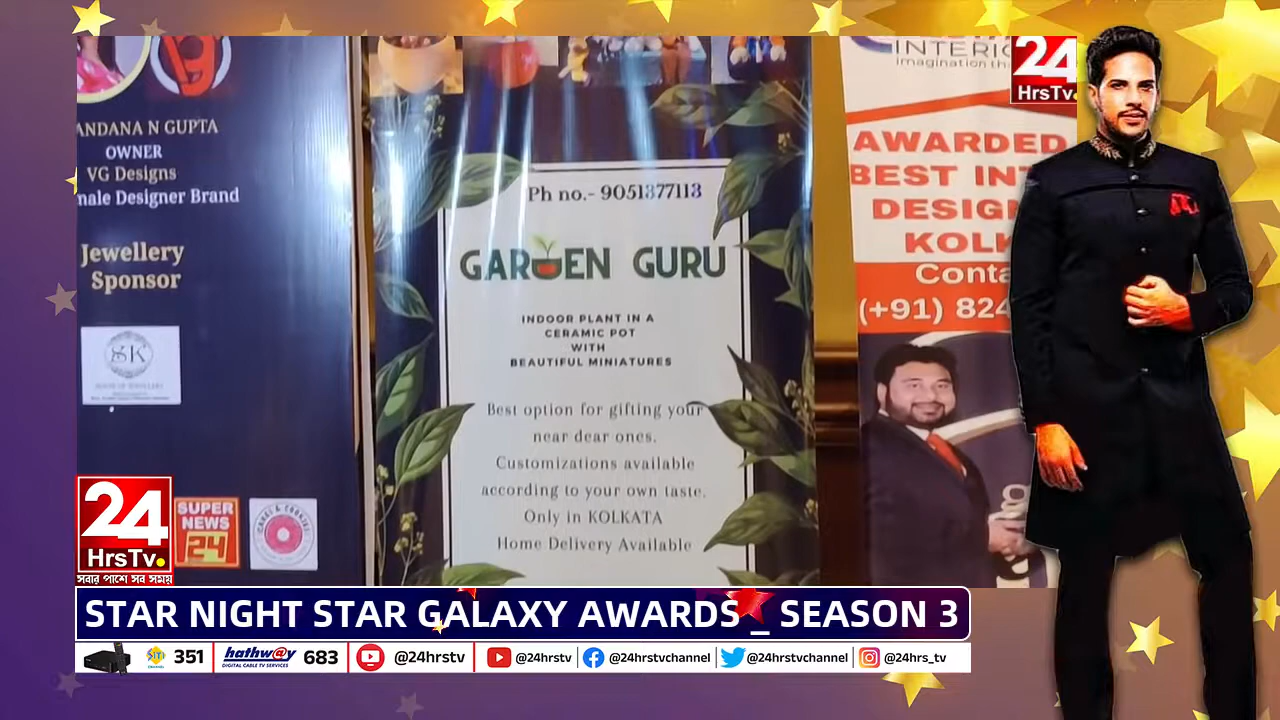 ANDANA N GUPTA
OWNER
VG Designs
male Designer Brand
Jewellery
Sponsor
SK
SUPER
NEWS
24
Ph no.- 9051377113
GARDEN GURU
INDOOR PLANT IN A
CERAMIC POT
WITH
BEAUTIFUL MINIATURES
Best option for gifting your
near dear ones.
Customizations available
according to your own taste.
Only in KOLKATA
Home Delivery Available
INTERIO
imagination th
24
HrsTv.
AWARDED
BEST INT
DESIGN
KOLK
Conta
(+91) 824
24
HrsTv.
সবার পাশে সব সময়
STAR NIGHT STAR GALAXY AWARDS _ SEASON 3
SITI 351 hathway 683 @24hrstv @24hrstv @24hrstvchannel @24hrstvchannel @24hrs_tv
DIGITAL CABLE TV SERVICES